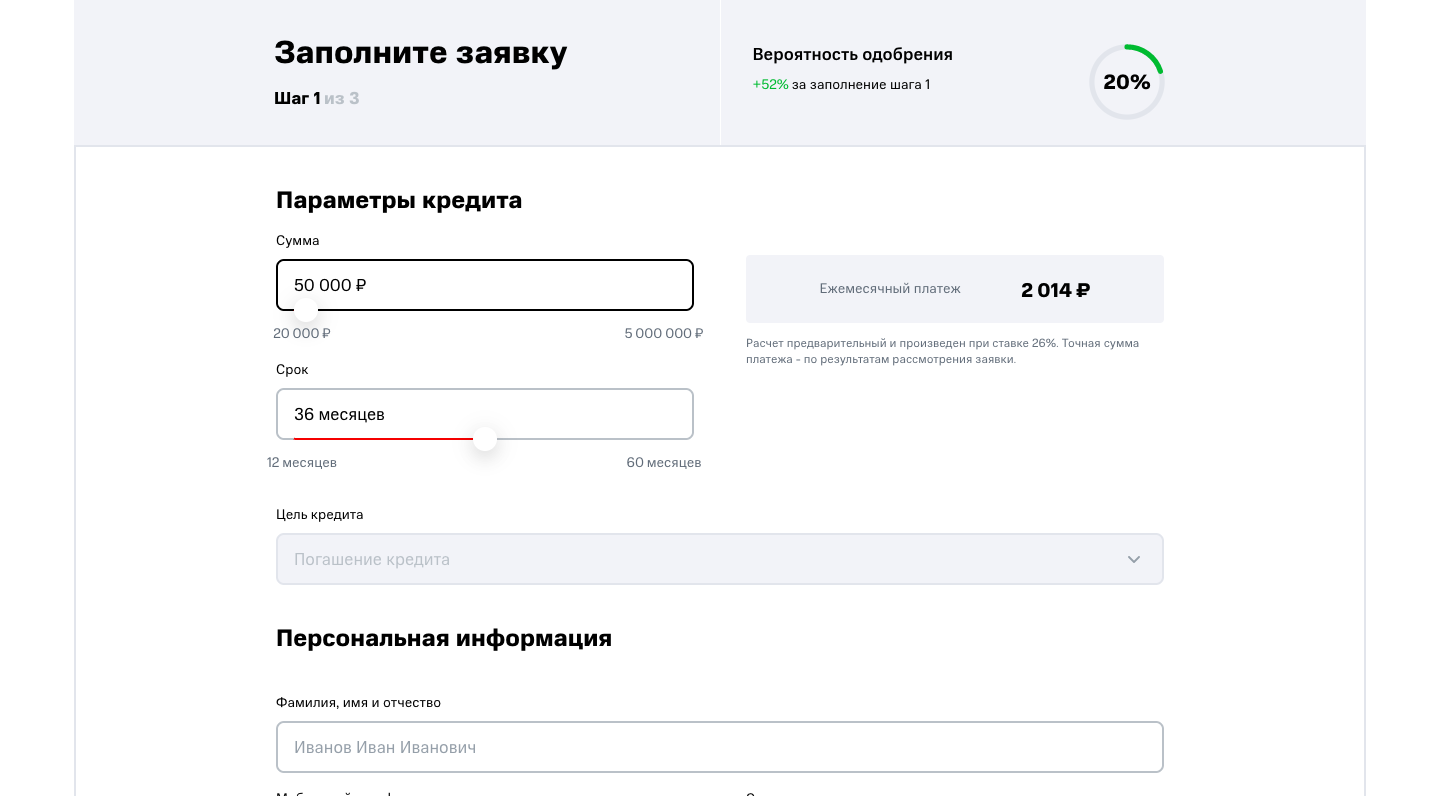 Заполните заявку
Шаг 1 из 3
Вероятность одобрения
+52% за заполнение шага 1
20%
Параметры кредита
Сумма
50 000 ₽
20 000 ₽
5 000 000 ₽
Ежемесячный платеж
2 014 ₽
Расчет предварительный и произведен при ставке 26%. Точная сумма
платежа - по результатам рассмотрения заявки.
Срок
36 месяцев
12 месяцев
60 месяцев
Цель кредита
Погашение кредита
Персональная информация
Фамилия, имя и отчество
Иванов Иван Иванович